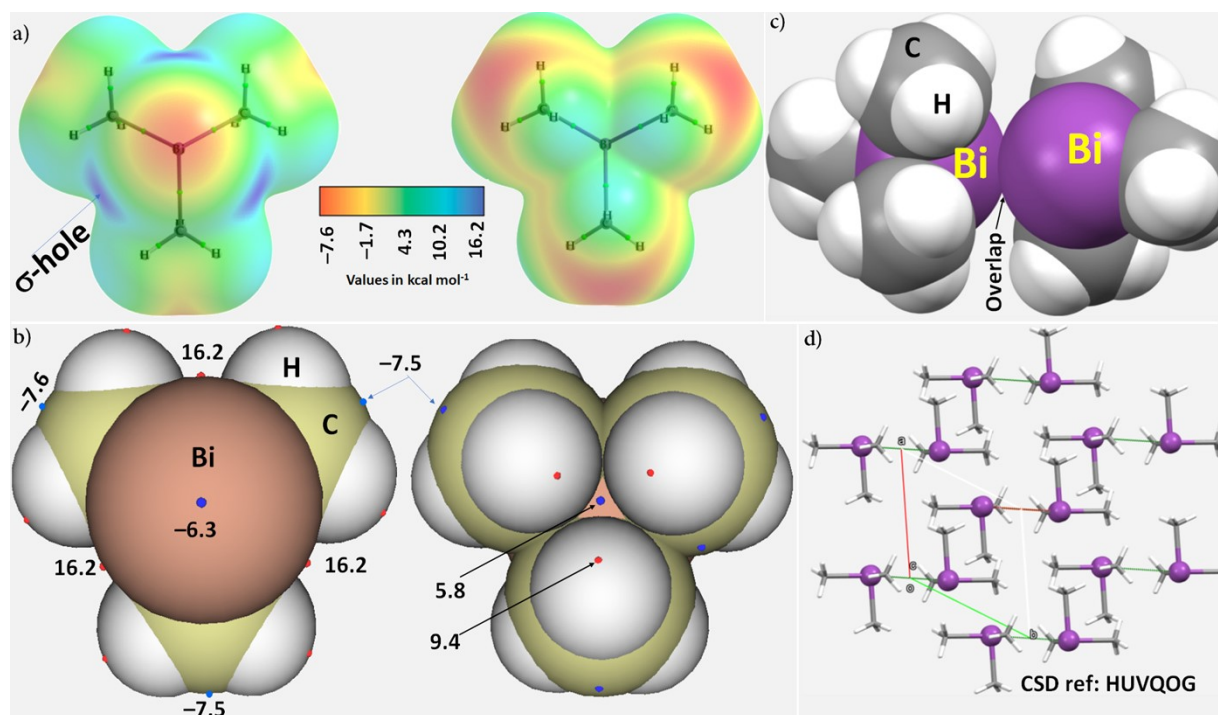 a)
H
H
H
H
H
H
H
H
H
σ-hole
−7.6
−1.7
4.3
10.2
16.2
Values in kcal mol⁻¹
H
H
H
H
H
H
H
H
H
c)
C
H
Bi
Bi
Overlap
b)
16.2
H
−7.5
−7.6
C
Bi
−6.3
16.2
16.2
5.8
9.4
−7.5
d)
a
c
o
b
CSD ref: HUVQOG